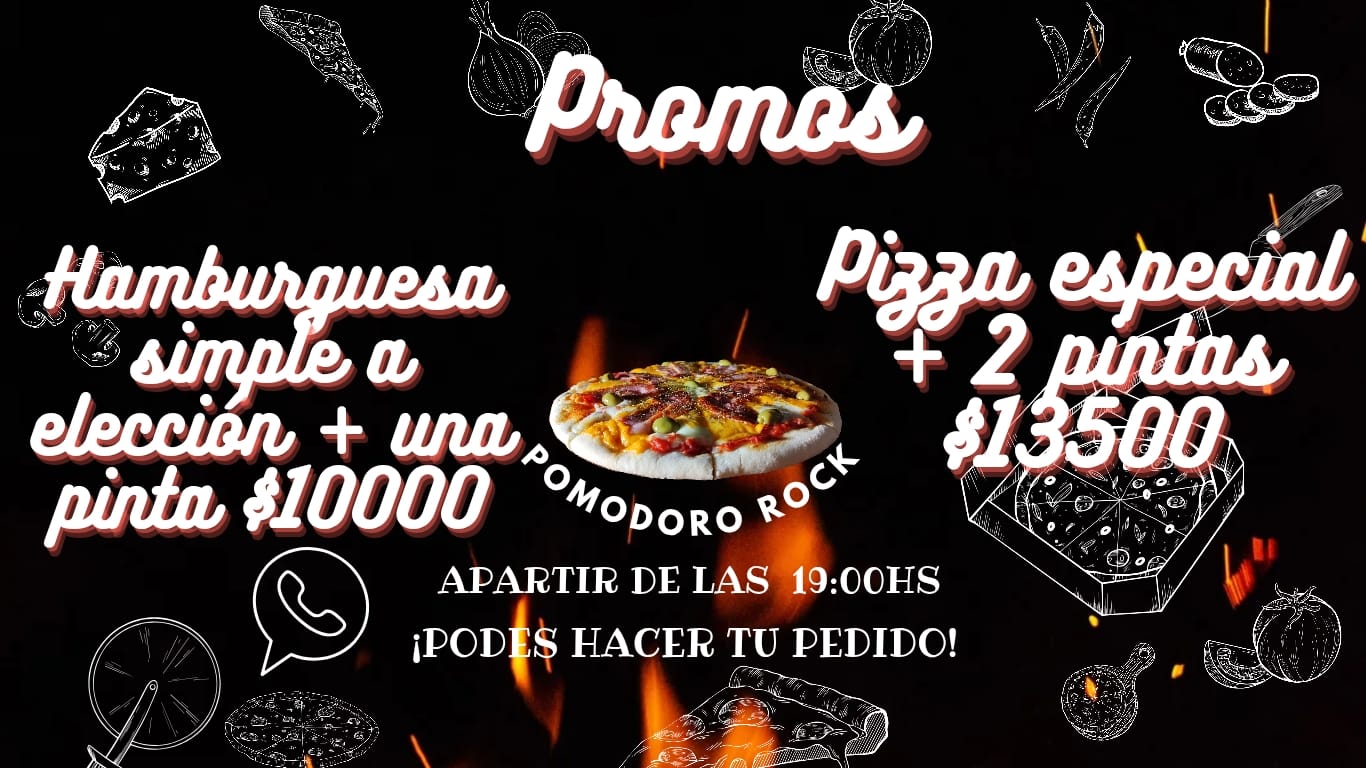 Promos
Hamburguesa
simple a
elección + una
pinta $10000
Pizza especial
+ 2 pintas
$13500
POMODORO ROCK
APARTIR DE LAS 19:00HS
¡PODES HACER TU PEDIDO!